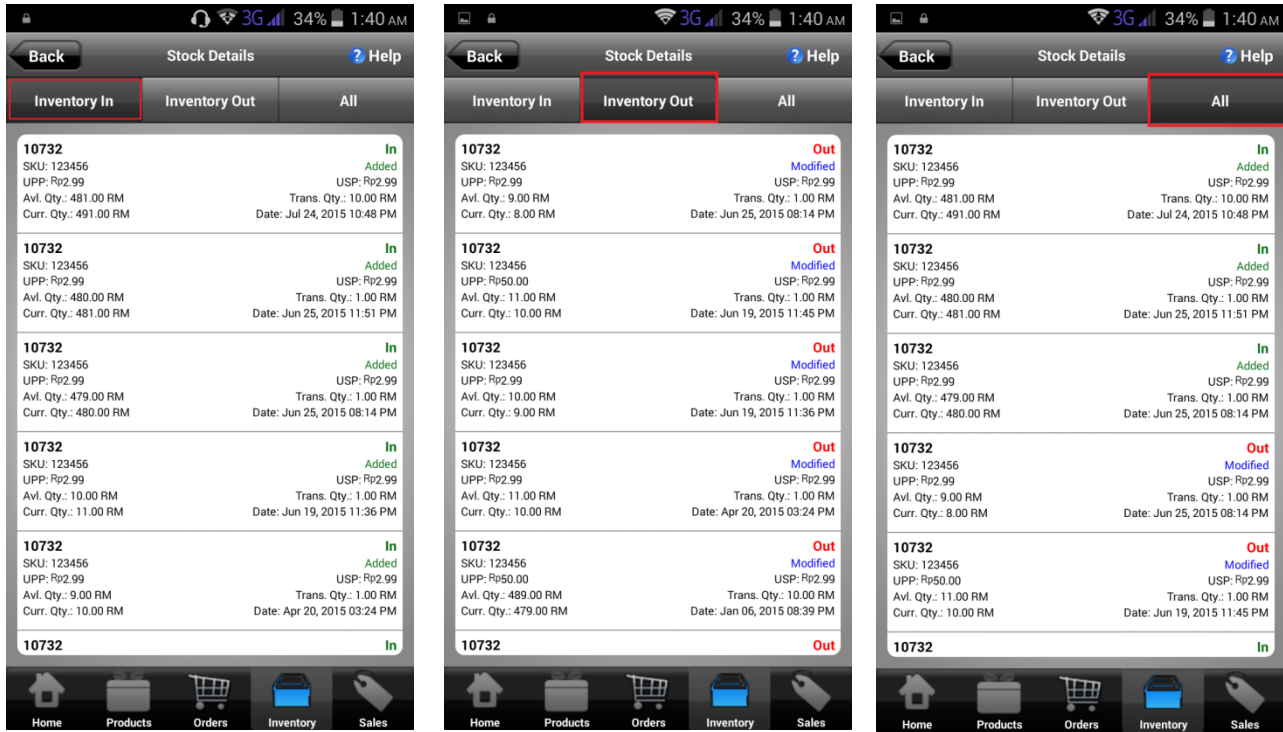 3G 34% 1:40 AM
Back Stock Details ? Help
Inventory In Inventory Out All
10732 In
SKU: 123456 Added
UPP: Rp2.99 USP: Rp2.99
Avl. Qty.: 481.00 RM Trans. Qty.: 10.00 RM
Curr. Qty.: 491.00 RM Date: Jul 24, 2015 10:48 PM
10732 In
SKU: 123456 Added
UPP: Rp2.99 USP: Rp2.99
Avl. Qty.: 480.00 RM Trans. Qty.: 1.00 RM
Curr. Qty.: 481.00 RM Date: Jun 25, 2015 11:51 PM
10732 In
SKU: 123456 Added
UPP: Rp2.99 USP: Rp2.99
Avl. Qty.: 479.00 RM Trans. Qty.: 1.00 RM
Curr. Qty.: 480.00 RM Date: Jun 25, 2015 08:14 PM
10732 In
SKU: 123456 Added
UPP: Rp2.99 USP: Rp2.99
Avl. Qty.: 10.00 RM Trans. Qty.: 1.00 RM
Curr. Qty.: 11.00 RM Date: Jun 19, 2015 11:36 PM
10732 In
SKU: 123456 Added
UPP: Rp2.99 USP: Rp2.99
Avl. Qty.: 9.00 RM Trans. Qty.: 1.00 RM
Curr. Qty.: 10.00 RM Date: Apr 20, 2015 03:24 PM
10732 In
Home Products Orders Inventory Sales
3G 34% 1:40 AM
Back Stock Details ? Help
Inventory In Inventory Out All
10732 Out
SKU: 123456 Modified
UPP: Rp2.99 USP: Rp2.99
Avl. Qty.: 9.00 RM Trans. Qty.: 1.00 RM
Curr. Qty.: 8.00 RM Date: Jun 25, 2015 08:14 PM
10732 Out
SKU: 123456 Modified
UPP: Rp50.00 USP: Rp2.99
Avl. Qty.: 11.00 RM Trans. Qty.: 1.00 RM
Curr. Qty.: 10.00 RM Date: Jun 19, 2015 11:45 PM
10732 Out
SKU: 123456 Modified
UPP: Rp2.99 USP: Rp2.99
Avl. Qty.: 10.00 RM Trans. Qty.: 1.00 RM
Curr. Qty.: 9.00 RM Date: Jun 19, 2015 11:36 PM
10732 Out
SKU: 123456 Modified
UPP: Rp2.99 USP: Rp2.99
Avl. Qty.: 11.00 RM Trans. Qty.: 1.00 RM
Curr. Qty.: 10.00 RM Date: Apr 20, 2015 03:24 PM
10732 Out
SKU: 123456 Modified
UPP: Rp50.00 USP: Rp2.99
Avl. Qty.: 489.00 RM Trans. Qty.: 10.00 RM
Curr. Qty.: 479.00 RM Date: Jan 06, 2015 08:39 PM
10732 Out
Home Products Orders Inventory Sales
3G 34% 1:40 AM
Back Stock Details ? Help
Inventory In Inventory Out All
10732 In
SKU: 123456 Added
UPP: Rp2.99 USP: Rp2.99
Avl. Qty.: 481.00 RM Trans. Qty.: 10.00 RM
Curr. Qty.: 491.00 RM Date: Jul 24, 2015 10:48 PM
10732 In
SKU: 123456 Added
UPP: Rp2.99 USP: Rp2.99
Avl. Qty.: 480.00 RM Trans. Qty.: 1.00 RM
Curr. Qty.: 481.00 RM Date: Jun 25, 2015 11:51 PM
10732 In
SKU: 123456 Added
UPP: Rp2.99 USP: Rp2.99
Avl. Qty.: 479.00 RM Trans. Qty.: 1.00 RM
Curr. Qty.: 480.00 RM Date: Jun 25, 2015 08:14 PM
10732 Out
SKU: 123456 Modified
UPP: Rp2.99 USP: Rp2.99
Avl. Qty.: 9.00 RM Trans. Qty.: 1.00 RM
Curr. Qty.: 8.00 RM Date: Jun 25, 2015 08:14 PM
10732 Out
SKU: 123456 Modified
UPP: Rp50.00 USP: Rp2.99
Avl. Qty.: 11.00 RM Trans. Qty.: 1.00 RM
Curr. Qty.: 10.00 RM Date: Jun 19, 2015 11:45 PM
10732 In
Home Products Orders Inventory Sales